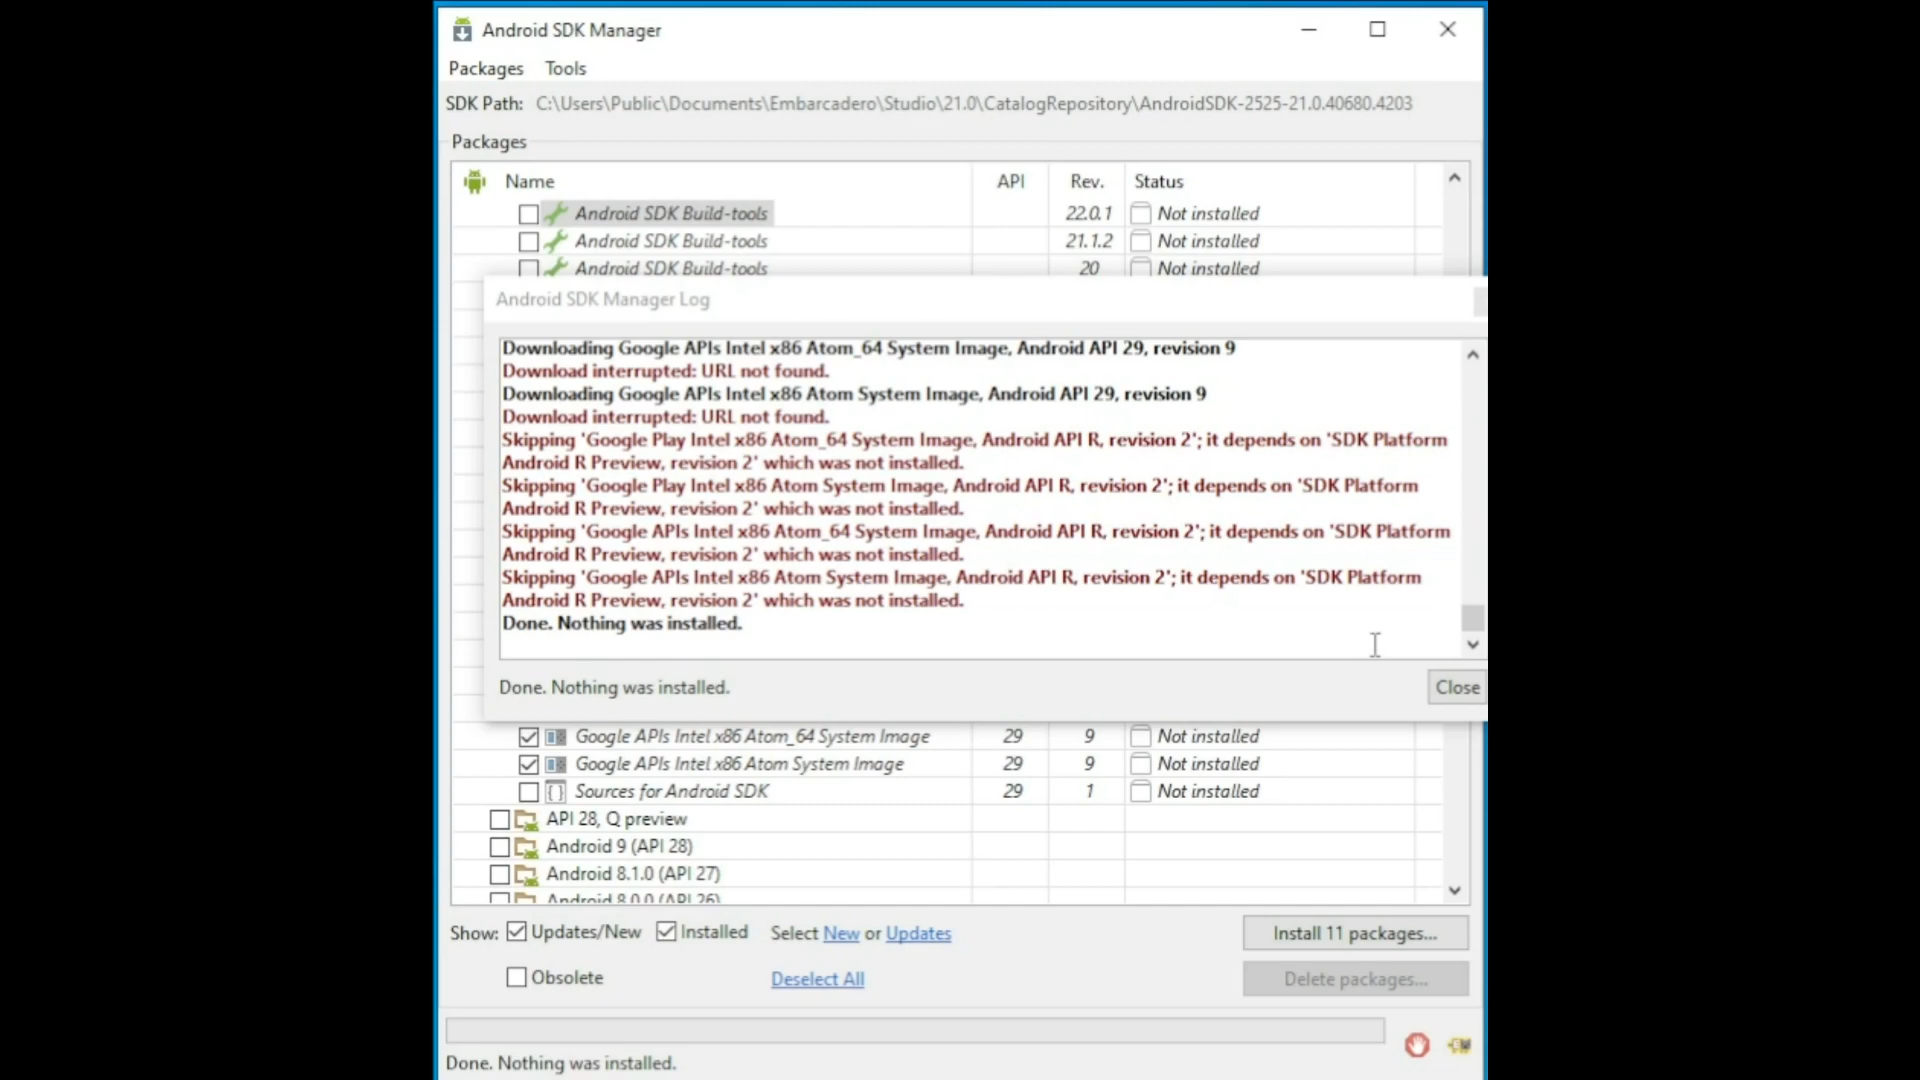 Android SDK Manager
Packages Tools
SDK Path: C:\Users\Public\Documents\Embarcadero\Studio\21.0\CatalogRepository\AndroidSDK-2525-21.0.40680.4203
Packages
Name API Rev. Status
Android SDK Build-tools 22.0.1 Not installed
Android SDK Build-tools 21.1.2 Not installed
Android SDK Build-tools 20 Not installed
Android SDK Manager Log
Downloading Google APIs Intel x86 Atom_64 System Image, Android API 29, revision 9
Download interrupted: URL not found.
Downloading Google APIs Intel x86 Atom System Image, Android API 29, revision 9
Download interrupted: URL not found.
Skipping 'Google Play Intel x86 Atom_64 System Image, Android API R, revision 2'; it depends on 'SDK Platform
Android R Preview, revision 2' which was not installed.
Skipping 'Google Play Intel x86 Atom System Image, Android API R, revision 2'; it depends on 'SDK Platform
Android R Preview, revision 2' which was not installed.
Skipping 'Google APIs Intel x86 Atom_64 System Image, Android API R, revision 2'; it depends on 'SDK Platform
Android R Preview, revision 2' which was not installed.
Skipping 'Google APIs Intel x86 Atom System Image, Android API R, revision 2'; it depends on 'SDK Platform
Android R Preview, revision 2' which was not installed.
Done. Nothing was installed.
Done. Nothing was installed.
Close
Google APIs Intel x86 Atom_64 System Image 29 9 Not installed
Google APIs Intel x86 Atom System Image 29 9 Not installed
Sources for Android SDK 29 1 Not installed
API 28, Q preview
Android 9 (API 28)
Android 8.1.0 (API 27)
Android 8.0.0 (API 26)
Show: Updates/New Installed Select New or Updates Install 11 packages...
Obsolete Deselect All Delete packages...
Done. Nothing was installed.